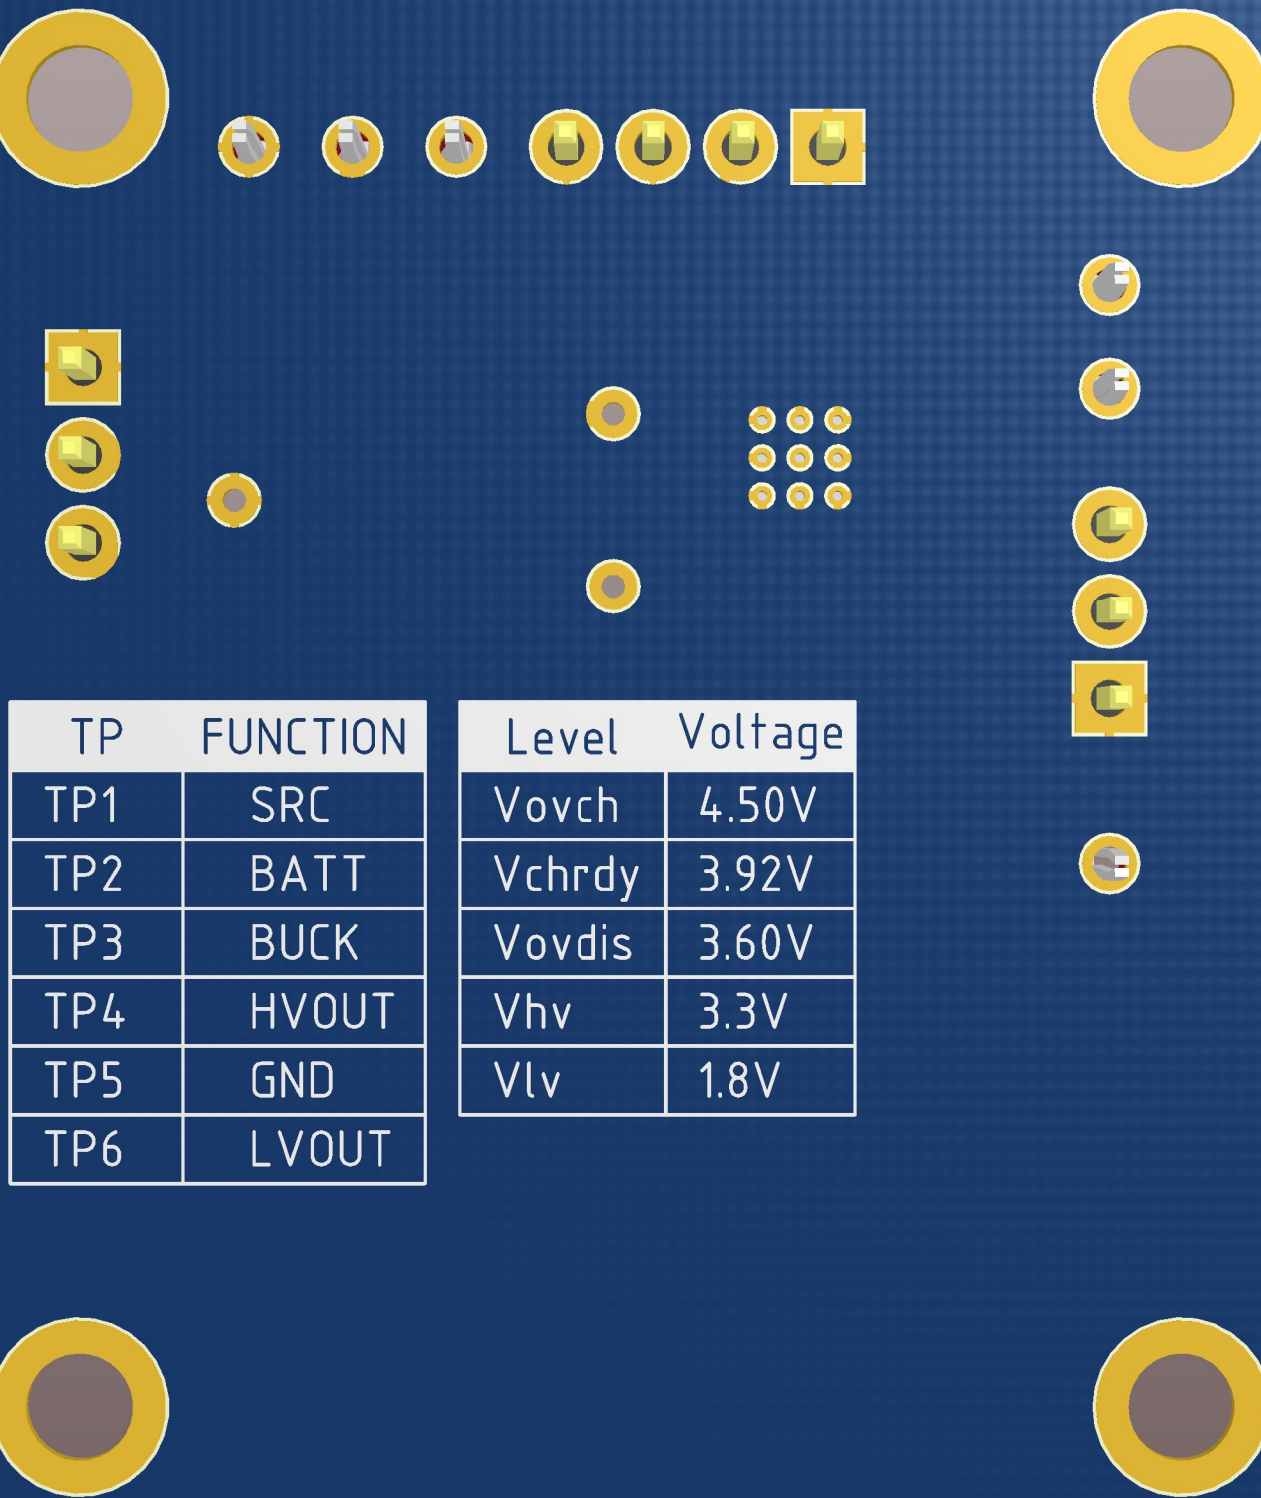 TP FUNCTION
TP1 SRC
TP2 BATT
TP3 BUCK
TP4 HVOUT
TP5 GND
TP6 LVOUT
Level Voltage
Vovch 4.50V
Vchrdy 3.92V
Vovdis 3.60V
Vhv 3.3V
Vlv 1.8V